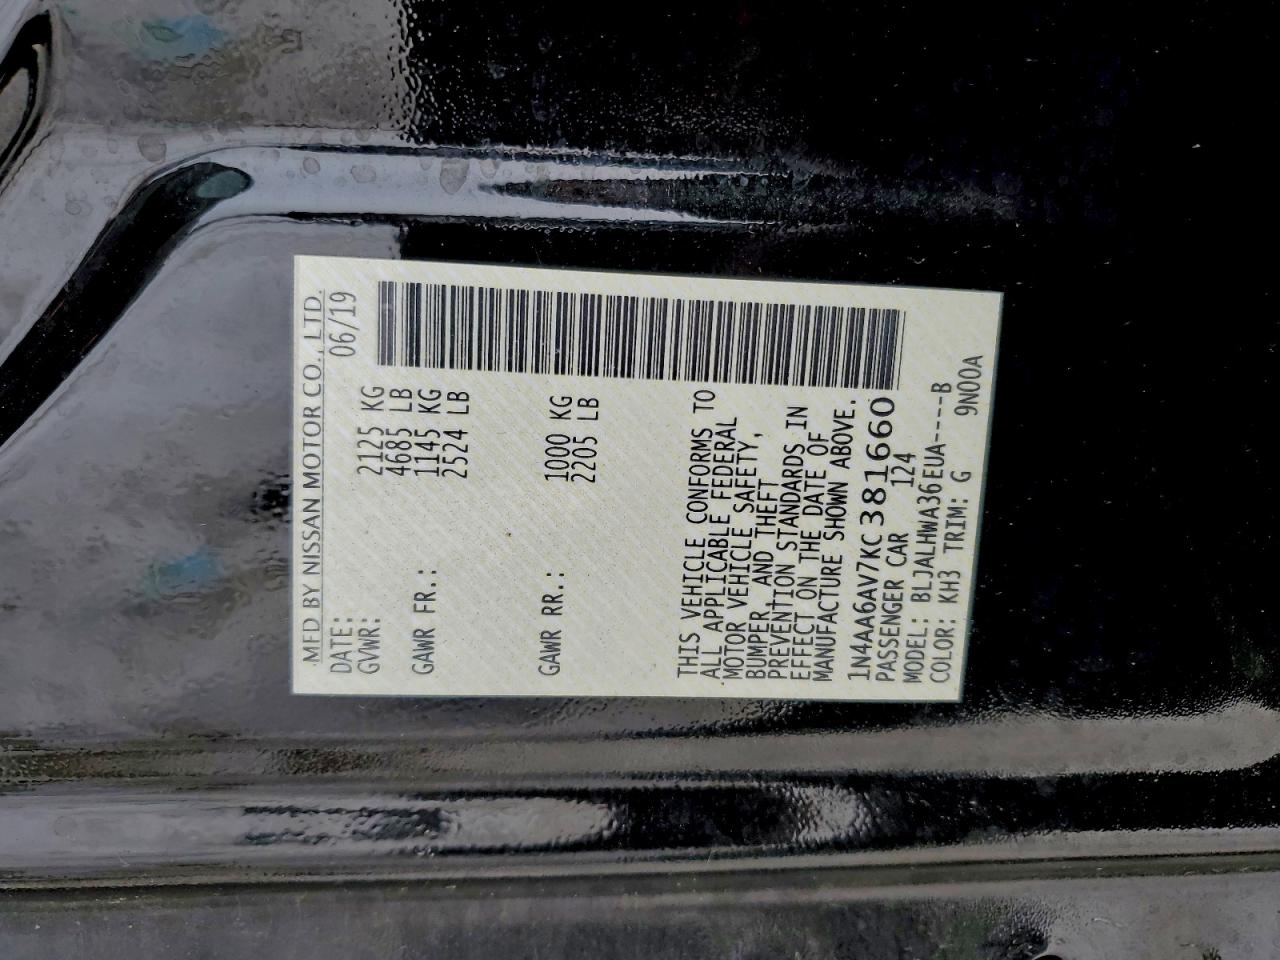 MFD BY NISSAN MOTOR CO., LTD.
DATE: 06/19
GVWR: 2125 KG
4685 LB
GAWR FR.: 1145 KG
2524 LB
GAWR RR.: 1000 KG
2205 LB
THIS VEHICLE CONFORMS TO
ALL APPLICABLE FEDERAL
MOTOR VEHICLE SAFETY,
BUMPER, AND THEFT
PREVENTION STANDARDS IN
EFFECT ON THE DATE OF
MANUFACTURE SHOWN ABOVE.
1N4AA6AV7KC381660
PASSENGER CAR 124
MODEL: BLJALHWA36EUA----B
COLOR: KH3 TRIM: G 9N00A